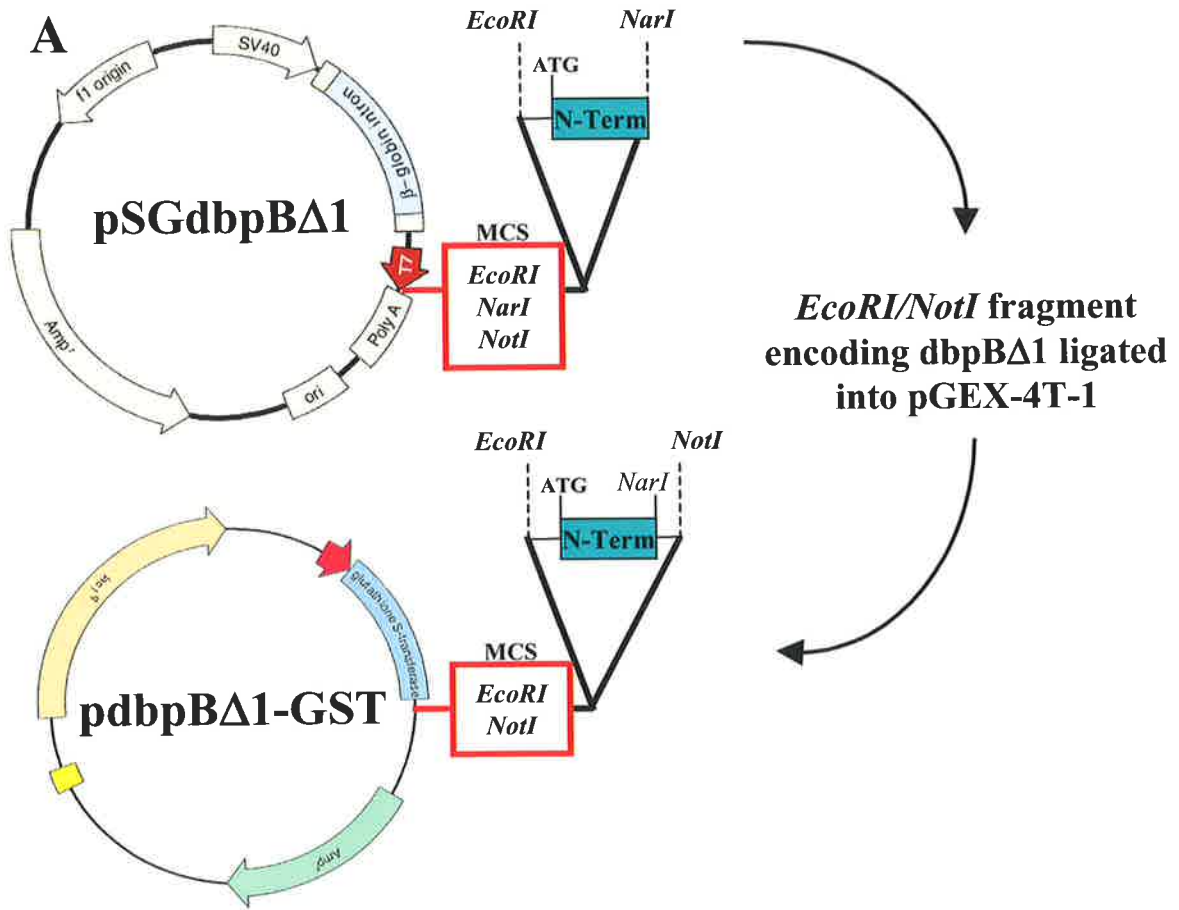 A
SV40
f1 origin
β-globin intron
pSGdbpBΔ1
T7
Poly A
ori
Ampʳ
EcoRI
NarI
ATG
N-Term
MCS
EcoRI
NarI
NotI
EcoRI/NotI fragment
encoding dbpBΔ1 ligated
into pGEX-4T-1
EcoRI
NotI
ATG
NarI
N-Term
glutathione S-transferase
MCS
EcoRI
NotI
pdbpBΔ1-GST
Ampʳ